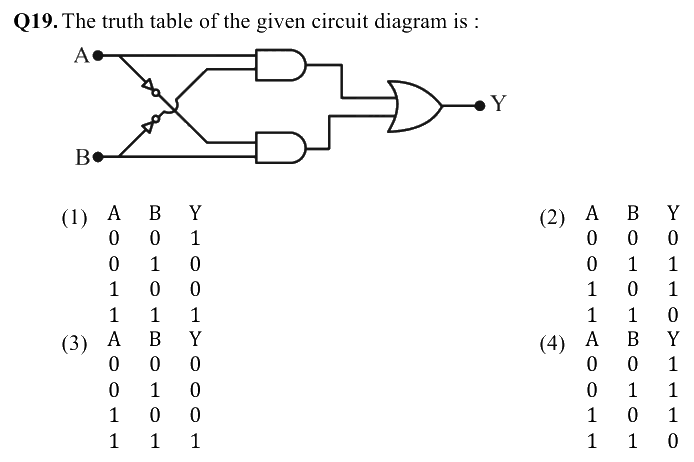 Q19. The truth table of the given circuit diagram is :
A
Y
B
(1) A B Y (2) A B Y
0 0 1 0 0 0
0 1 0 0 1 1
1 0 0 1 0 1
1 1 1 1 1 0
(3) A B Y (4) A B Y
0 0 0 0 0 1
0 1 0 0 1 1
1 0 0 1 0 1
1 1 1 1 1 0